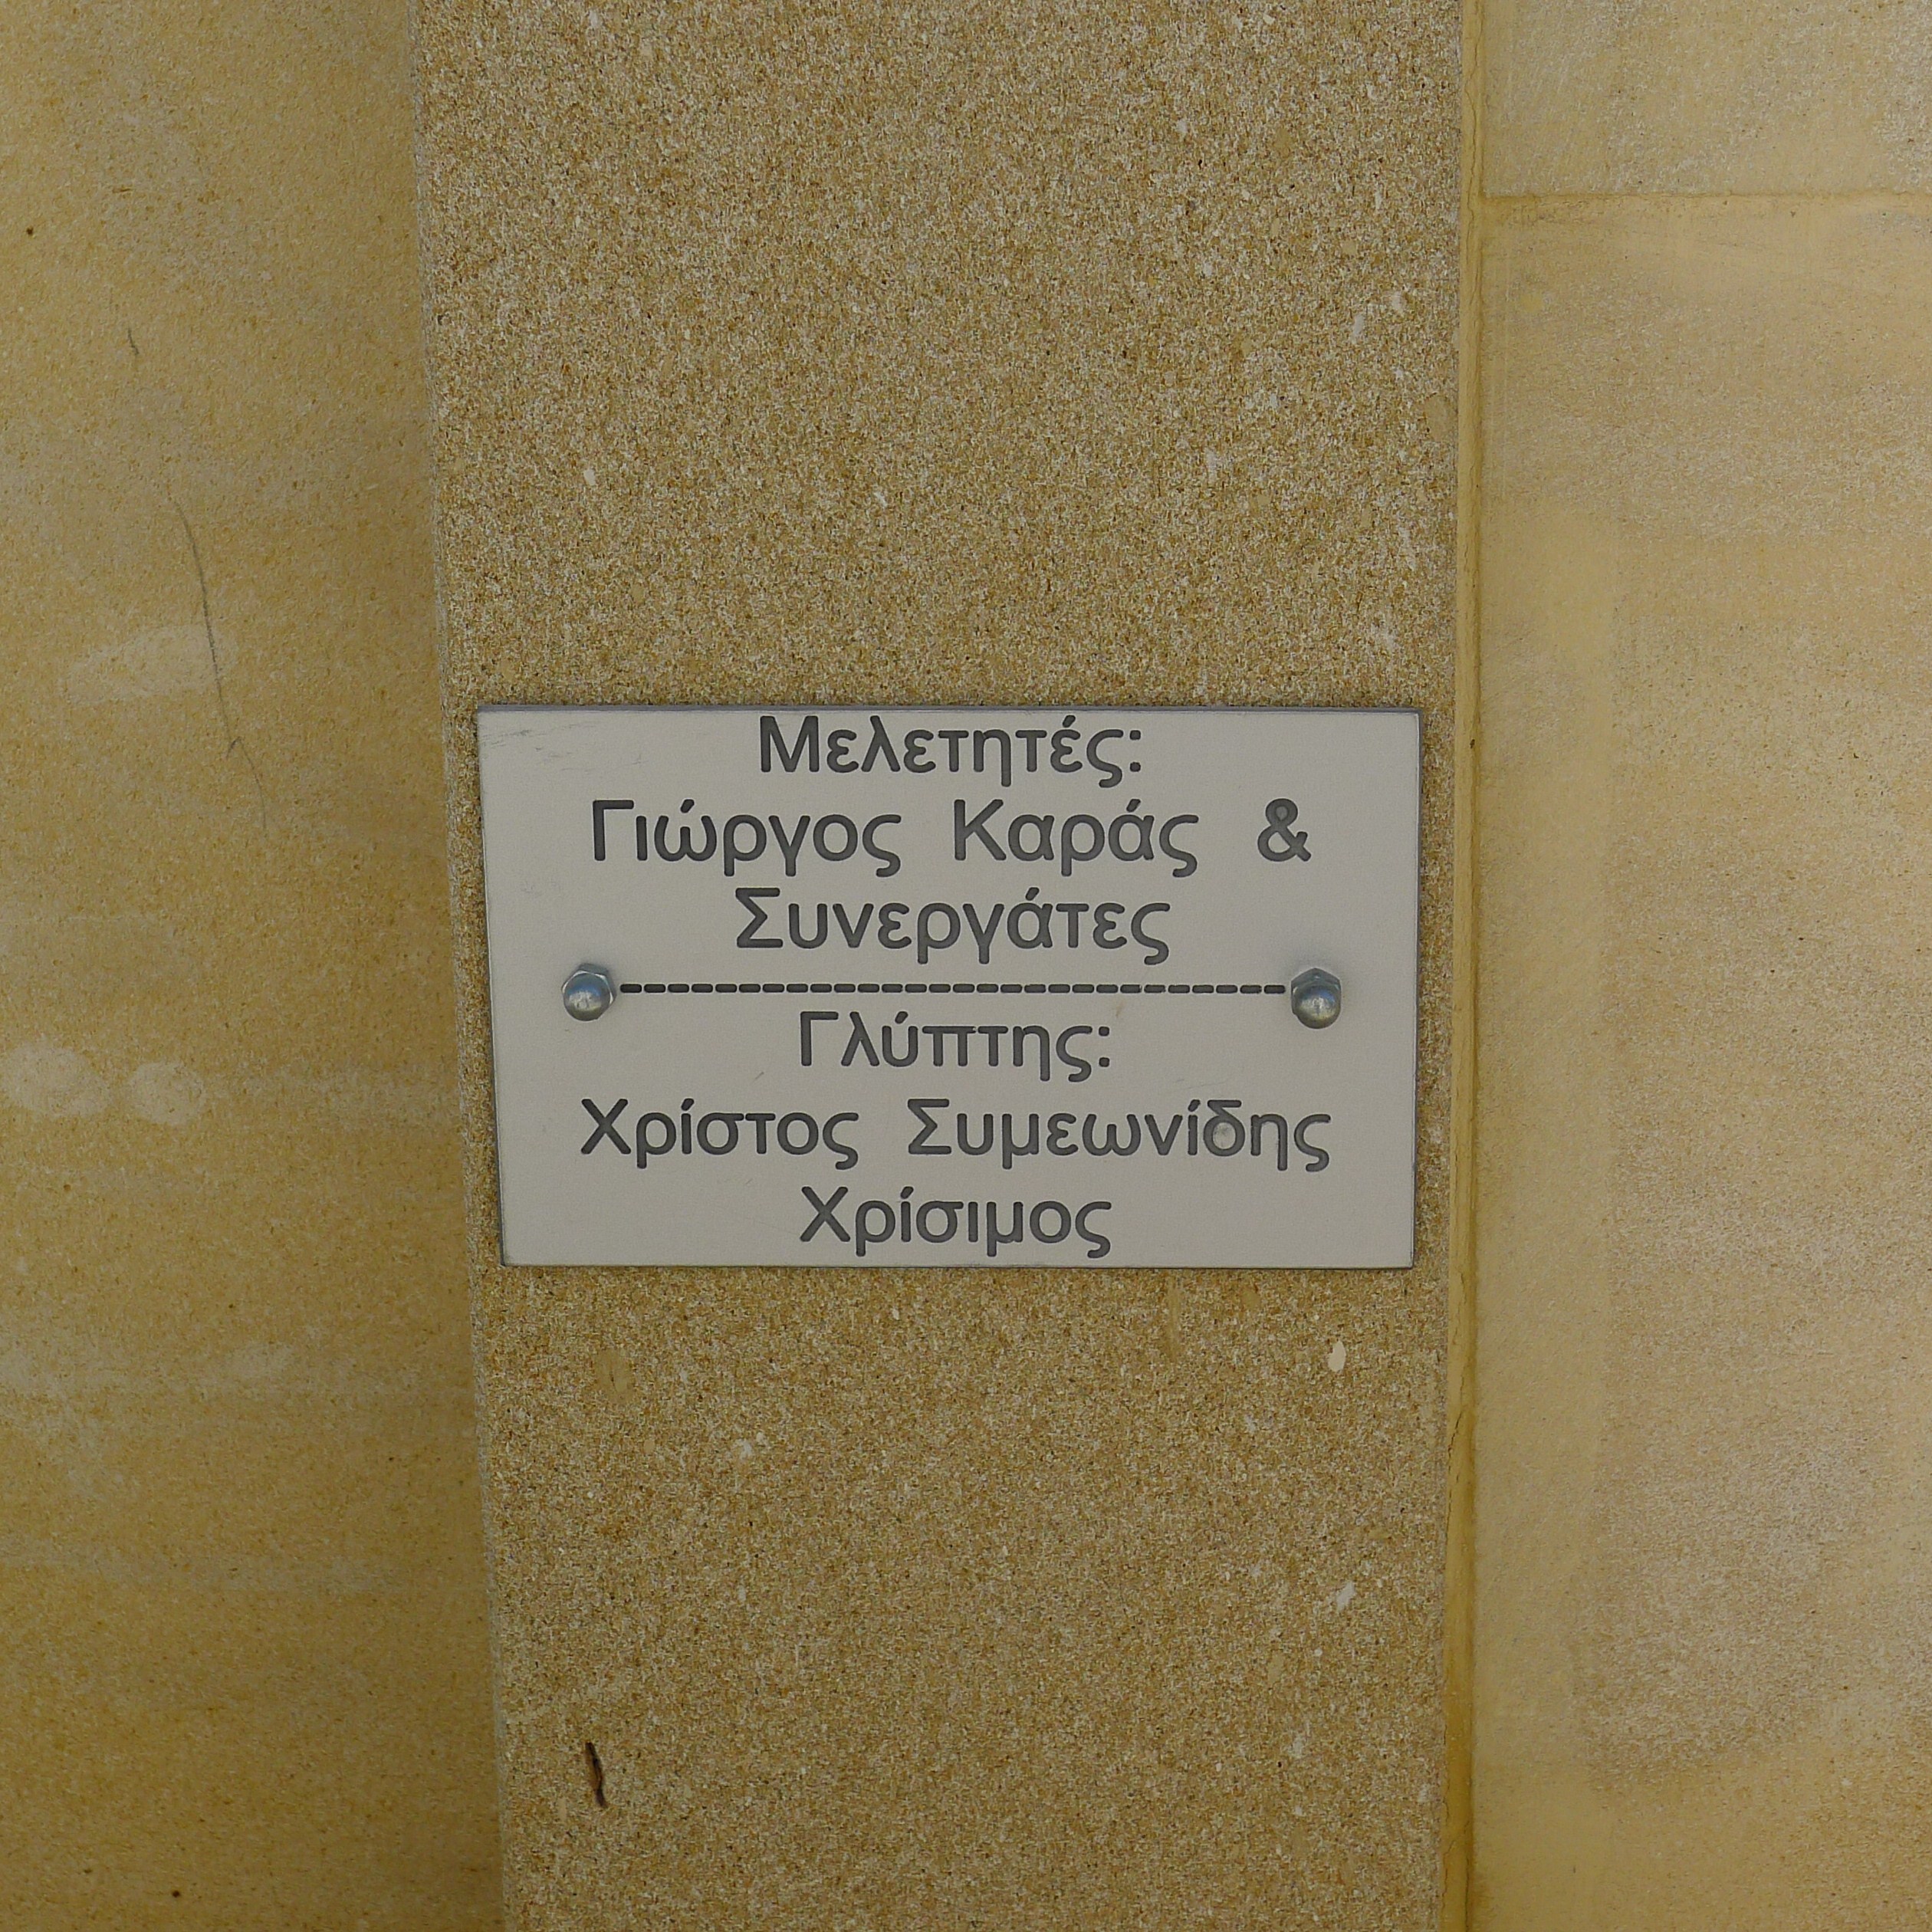 Μελετητές:
Γιώργος Καράς &
Συνεργάτες
----------------------------
Γλύπτης:
Χρίστος Συμεωνίδης
Χρίσιμος